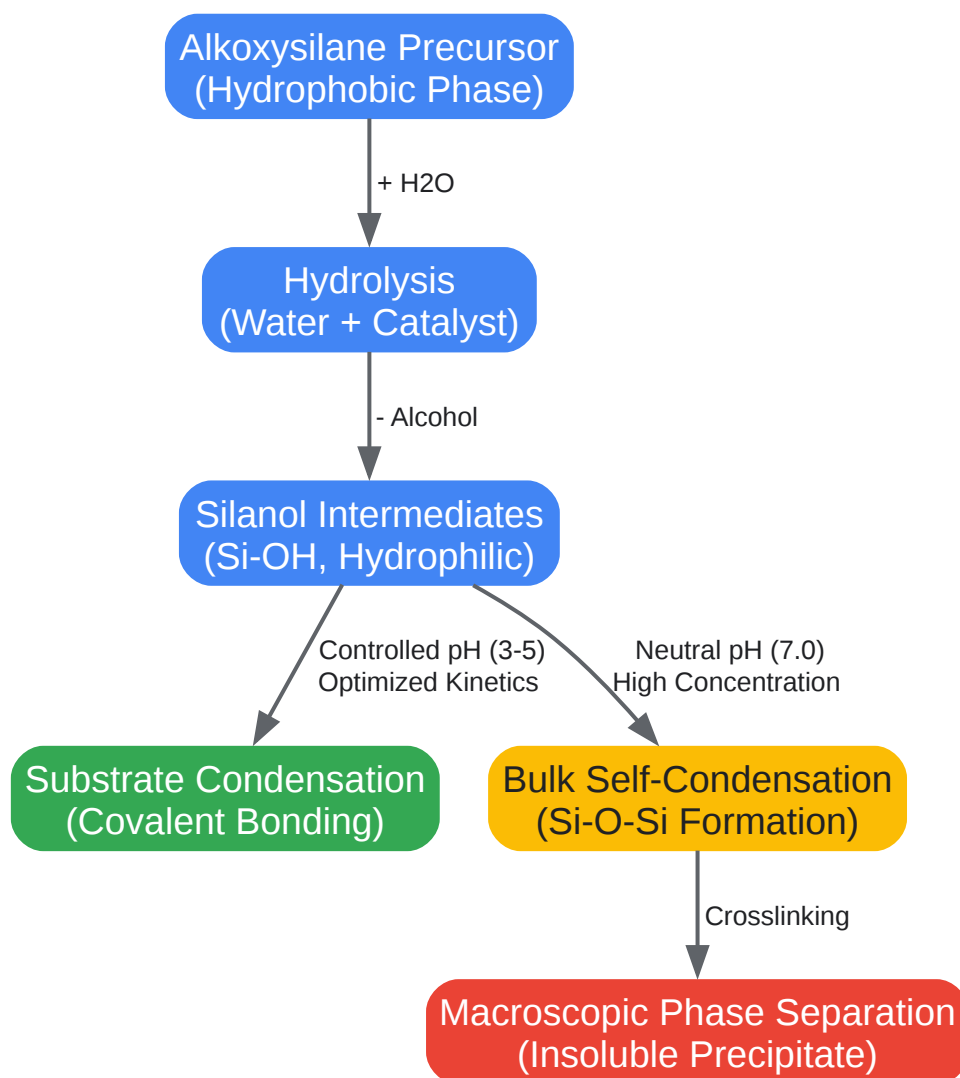 Alkoxysilane Precursor
(Hydrophobic Phase)
+ H2O
Hydrolysis
(Water + Catalyst)
- Alcohol
Silanol Intermediates
(Si-OH, Hydrophilic)
Controlled pH (3-5)
Optimized Kinetics
Neutral pH (7.0)
High Concentration
Substrate Condensation
(Covalent Bonding)
Bulk Self-Condensation
(Si-O-Si Formation)
Crosslinking
Macroscopic Phase Separation
(Insoluble Precipitate)